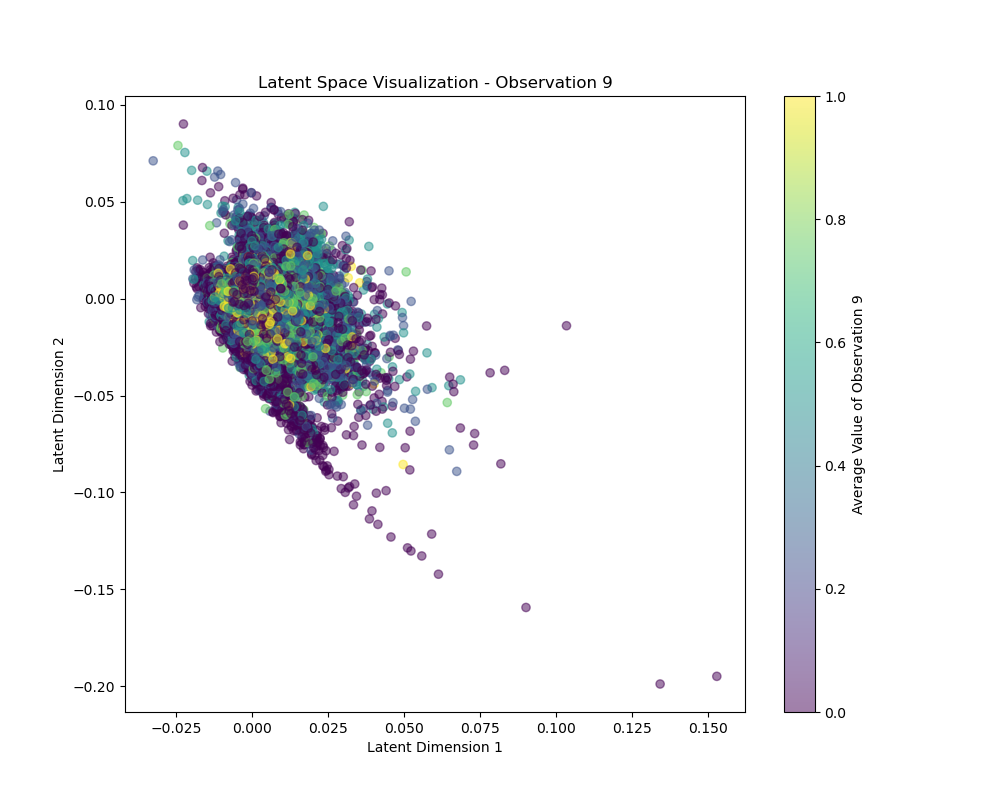 Latent Space Visualization - Observation 9
0.10
0.05
0.00
−0.05
−0.10
−0.15
−0.20
Latent Dimension 2
−0.025 0.000 0.025 0.050 0.075 0.100 0.125 0.150
Latent Dimension 1
1.0
0.8
0.6
0.4
0.2
0.0
Average Value of Observation 9